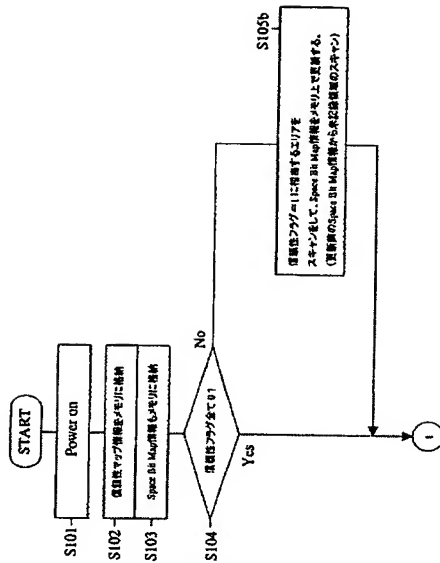 START
S101
Power on
S102
信頼性マップ情報をメモリに格納
S103
Space Bit Map情報もメモリに格納
S104
信頼性フラグ全て0?
No
Yes
S105b
信頼性フラグ=1に相当するエリアを
スキャンをして、Space Bit Map情報をメモリ上で更新する。
(更新前のSpace Bit Map情報から未記録領域のスキャン)
1